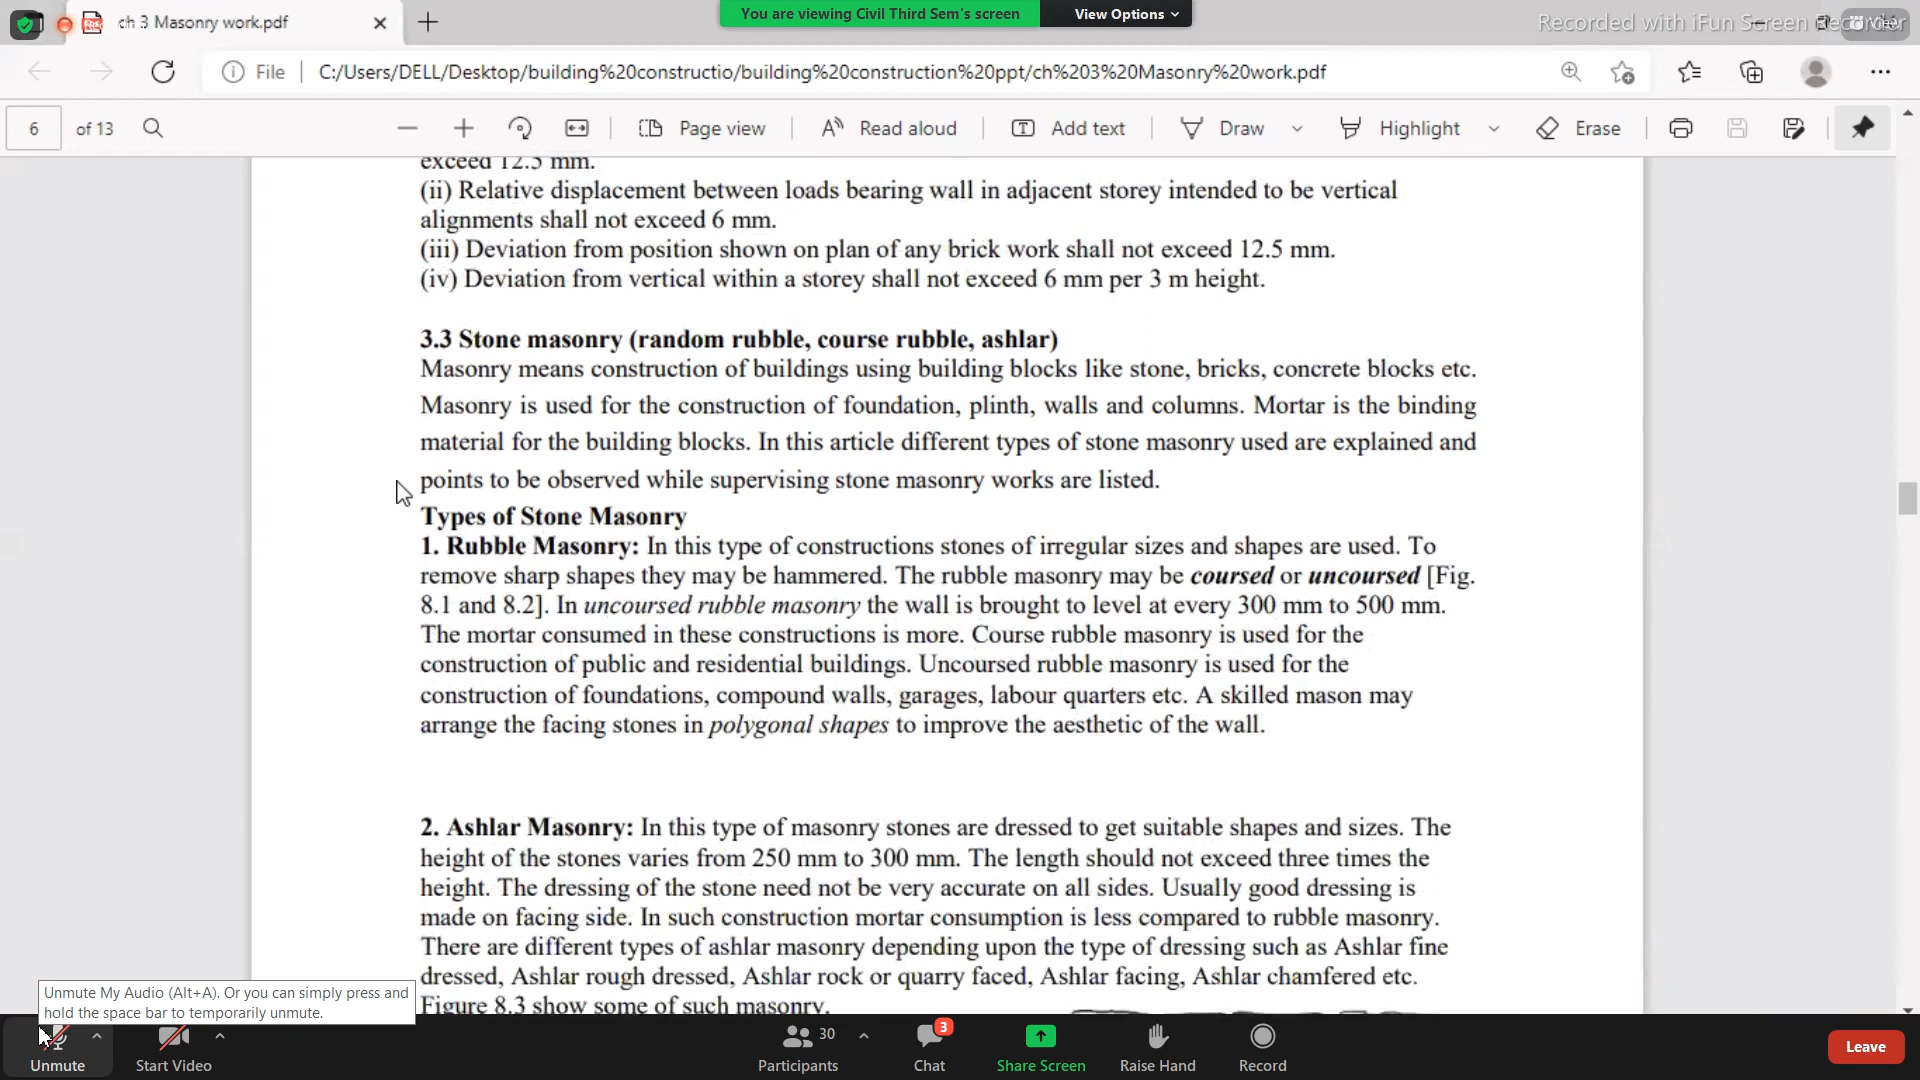 ch 3 Masonry work.pdf
You are viewing Civil Third Sem's screen
View Options
Recorded with iFun Screen Recorder
View
File
C:/Users/DELL/Desktop/building%20constructio/building%20construction%20ppt/ch%203%20Masonry%20work.pdf
6 of 13
Page view
Read aloud
Add text
Draw
Highlight
Erase
exceed 12.5 mm.
(ii) Relative displacement between loads bearing wall in adjacent storey intended to be vertical
alignments shall not exceed 6 mm.
(iii) Deviation from position shown on plan of any brick work shall not exceed 12.5 mm.
(iv) Deviation from vertical within a storey shall not exceed 6 mm per 3 m height.
3.3 Stone masonry (random rubble, course rubble, ashlar)
Masonry means construction of buildings using building blocks like stone, bricks, concrete blocks etc.
Masonry is used for the construction of foundation, plinth, walls and columns. Mortar is the binding
material for the building blocks. In this article different types of stone masonry used are explained and
points to be observed while supervising stone masonry works are listed.
Types of Stone Masonry
1. Rubble Masonry: In this type of constructions stones of irregular sizes and shapes are used. To
remove sharp shapes they may be hammered. The rubble masonry may be coursed or uncoursed [Fig.
8.1 and 8.2]. In uncoursed rubble masonry the wall is brought to level at every 300 mm to 500 mm.
The mortar consumed in these constructions is more. Course rubble masonry is used for the
construction of public and residential buildings. Uncoursed rubble masonry is used for the
construction of foundations, compound walls, garages, labour quarters etc. A skilled mason may
arrange the facing stones in polygonal shapes to improve the aesthetic of the wall.
2. Ashlar Masonry: In this type of masonry stones are dressed to get suitable shapes and sizes. The
height of the stones varies from 250 mm to 300 mm. The length should not exceed three times the
height. The dressing of the stone need not be very accurate on all sides. Usually good dressing is
made on facing side. In such construction mortar consumption is less compared to rubble masonry.
There are different types of ashlar masonry depending upon the type of dressing such as Ashlar fine
dressed, Ashlar rough dressed, Ashlar rock or quarry faced, Ashlar facing, Ashlar chamfered etc.
Figure 8.3 show some of such masonry.
Unmute My Audio (Alt+A). Or you can simply press and
hold the space bar to temporarily unmute.
30
3
Unmute
Start Video
Participants
Chat
Share Screen
Raise Hand
Record
Leave